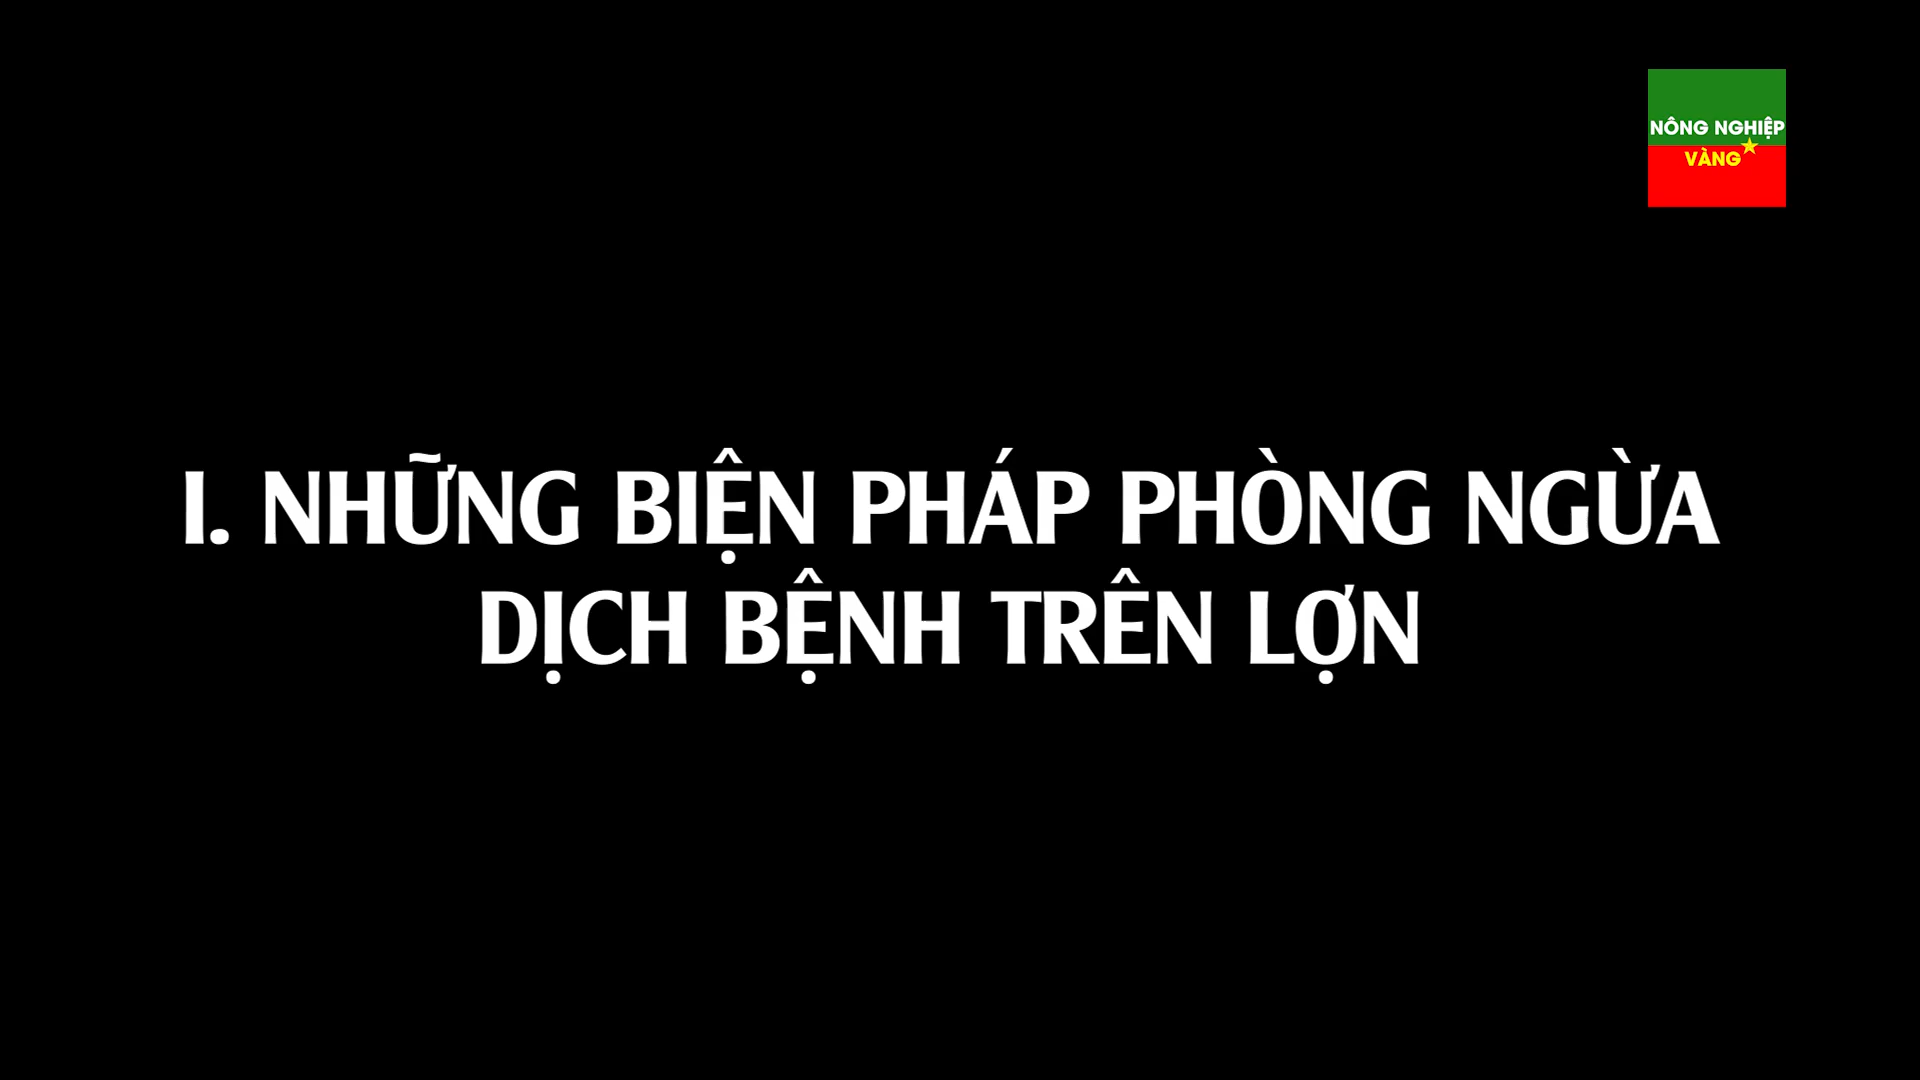 NÔNG NGHIỆP
VÀNG
I. NHỮNG BIỆN PHÁP PHÒNG NGỪA
DỊCH BỆNH TRÊN LỢN